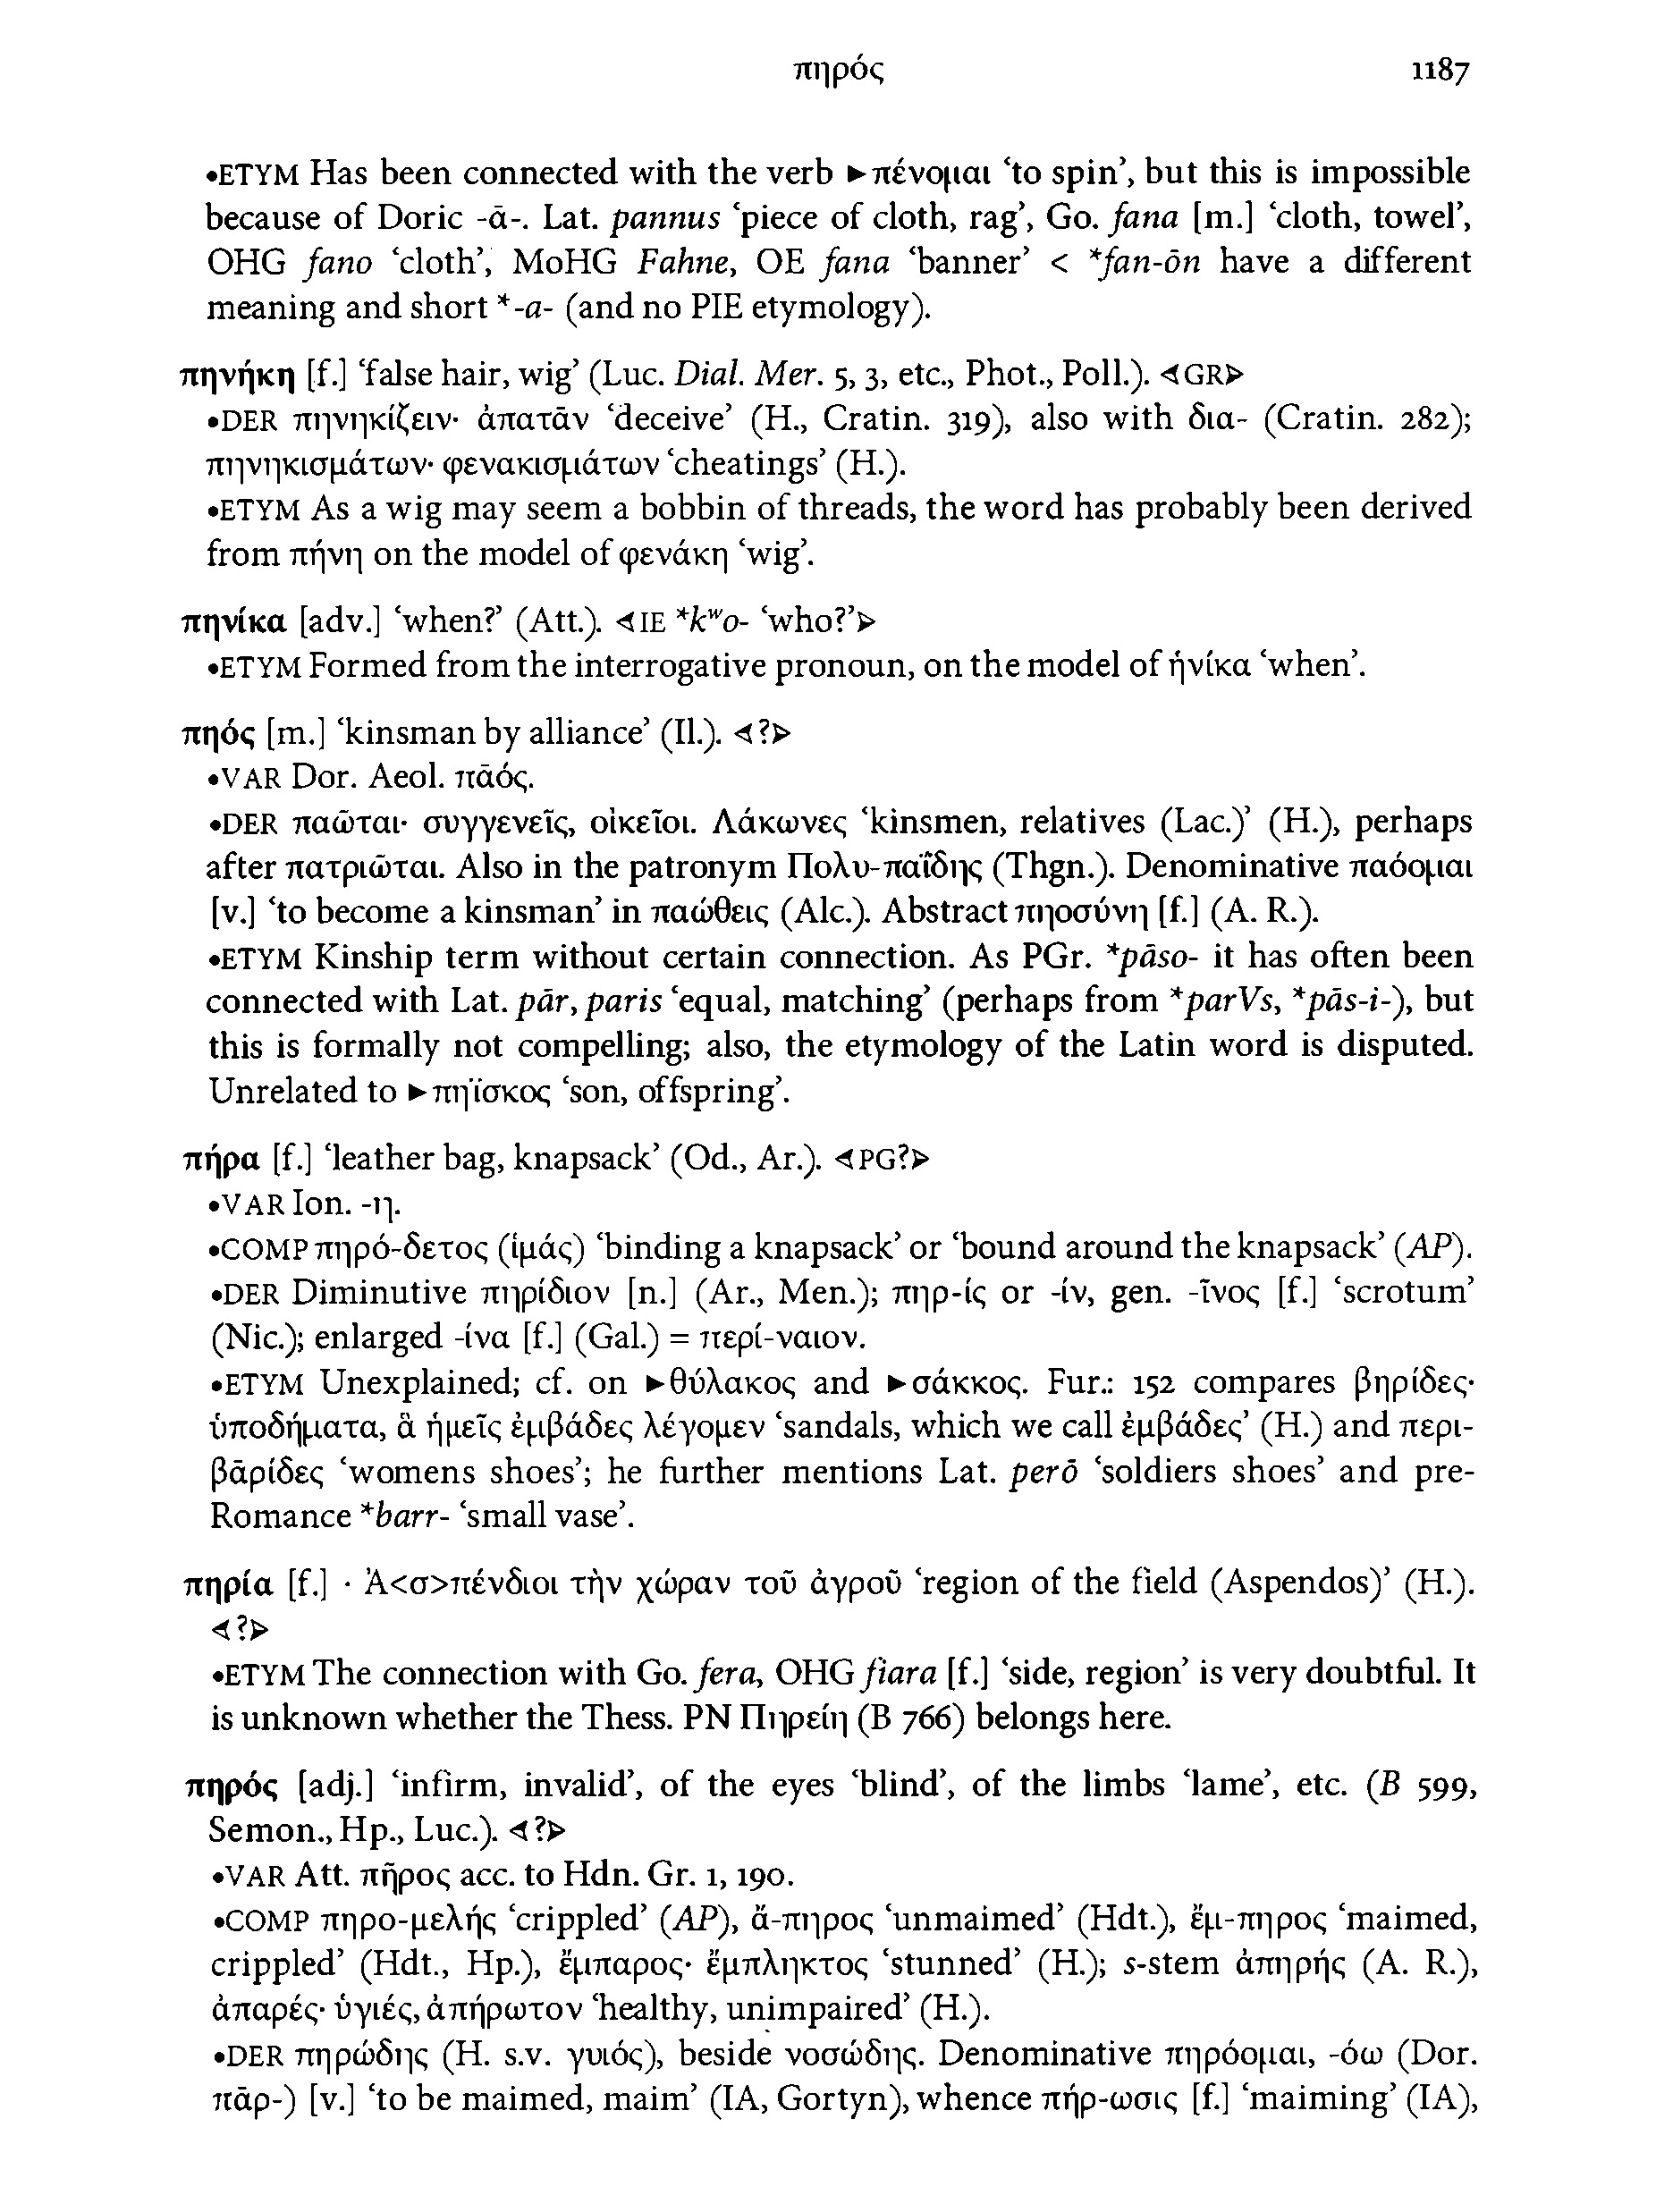 πηρός 1187
•ETYM Has been connected with the verb ►πένομαι ‘to spin’, but this is impossible
because of Doric -ᾱ-. Lat. pannus ‘piece of cloth, rag’, Go. fana [m.] ‘cloth, towel’,
OHG fano ‘cloth’, MoHG Fahne, OE fana ‘banner’ < *fan-ōn have a different
meaning and short *-a- (and no PIE etymology).
πηνήκη [f.] ‘false hair, wig’ (Luc. Dial. Mer. 5, 3, etc., Phot., Poll.). ◁GR▷
•DER πηνηκίζειν· ἀπατᾶν ‘deceive’ (H., Cratin. 319), also with δια- (Cratin. 282);
πηνηκισμάτων· φενακισμάτων ‘cheatings’ (H.).
•ETYM As a wig may seem a bobbin of threads, the word has probably been derived
from πήνη on the model of φενάκη ‘wig’.
πηνίκα [adv.] ‘when?’ (Att.). ◁IE *kʷo- ‘who?’▷
•ETYM Formed from the interrogative pronoun, on the model of ἡνίκα ‘when’.
πηός [m.] ‘kinsman by alliance’ (Il.). ◁?▷
•VAR Dor. Aeol. πᾱός.
•DER παῶται· συγγενεῖς, οἰκεῖοι. Λάκωνες ‘kinsmen, relatives (Lac.)’ (H.), perhaps
after πατριῶται. Also in the patronym Πολυ-παΐδης (Thgn.). Denominative παόομαι
[v.] ‘to become a kinsman’ in παώθεις (Alc.). Abstract πηοσύνη [f.] (A. R.).
•ETYM Kinship term without certain connection. As PGr. *pāso- it has often been
connected with Lat. pār, paris ‘equal, matching’ (perhaps from *parVs, *pās-i-), but
this is formally not compelling; also, the etymology of the Latin word is disputed.
Unrelated to ►πηΐσκος ‘son, offspring’.
πήρα [f.] ‘leather bag, knapsack’ (Od., Ar.). ◁PG?▷
•VAR Ion. -η.
•COMP πηρό-δετος (ἱμάς) ‘binding a knapsack’ or ‘bound around the knapsack’ (AP).
•DER Diminutive πηρίδιον [n.] (Ar., Men.); πηρ-ίς or -ίν, gen. -ῖνος [f.] ‘scrotum’
(Nic.); enlarged -ίνα [f.] (Gal.) = περί-ναιον.
•ETYM Unexplained; cf. on ►θύλακος and ►σάκκος. Fur.: 152 compares βηρίδες·
ὑποδήματα, ἃ ἡμεῖς ἐμβάδες λέγομεν ‘sandals, which we call ἐμβάδες’ (H.) and περι-
βᾱρίδες ‘womens shoes’; he further mentions Lat. perō ‘soldiers shoes’ and pre-
Romance *barr- ‘small vase’.
πηρία [f.] · Ἀ<σ>πένδιοι τὴν χώραν τοῦ ἀγροῦ ‘region of the field (Aspendos)’ (H.).
◁?▷
•ETYM The connection with Go. fera, OHG fiara [f.] ‘side, region’ is very doubtful. It
is unknown whether the Thess. PN Πηρείη (Β 766) belongs here.
πηρός [adj.] ‘infirm, invalid’, of the eyes ‘blind’, of the limbs ‘lame’, etc. (B 599,
Semon., Hp., Luc.). ◁?▷
•VAR Att. πῆρος acc. to Hdn. Gr. 1, 190.
•COMP πηρο-μελής ‘crippled’ (AP), ἄ-πηρος ‘unmaimed’ (Hdt.), ἔμ-πηρος ‘maimed,
crippled’ (Hdt., Hp.), ἔμπαρος· ἔμπληκτος ‘stunned’ (H.); s-stem ἀπηρής (A. R.),
ἀπαρές· ὑγιές, ἀπήρωτον ‘healthy, unimpaired’ (H.).
•DER πηρώδης (H. s.v. γυιός), beside νοσώδης. Denominative πηρόομαι, -όω (Dor.
πᾱρ-) [v.] ‘to be maimed, maim’ (IA, Gortyn), whence πήρ-ωσις [f.] ‘maiming’ (IA),